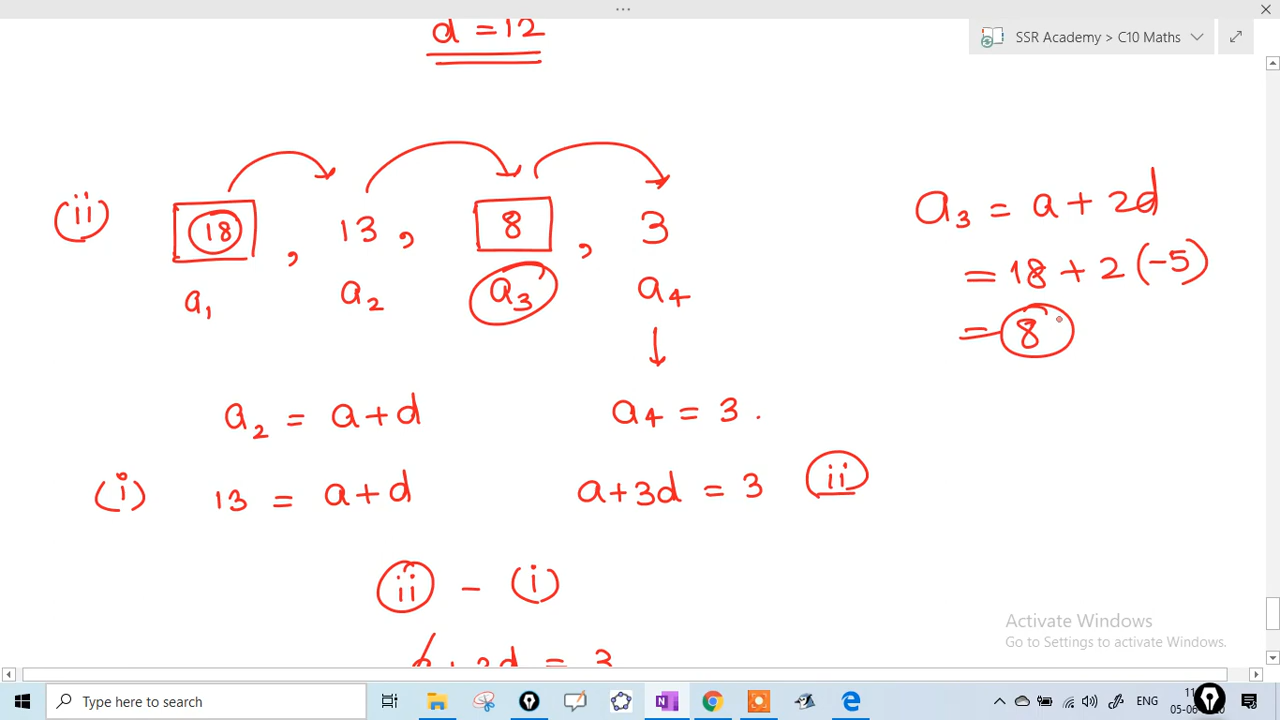 ...
SSR Academy > C10 Maths
d = 12
(ii) 18 , 13 , 8 , 3
a₁ a₂ a₃ a₄
a₂ = a + d
a₄ = 3 .
(i) 13 = a + d
a + 3d = 3 (ii)
(ii) - (i)
a₃ = a + 2d
= 18 + 2 (-5)
= 8
Activate Windows
Go to Settings to activate Windows.
Type here to search
ENG